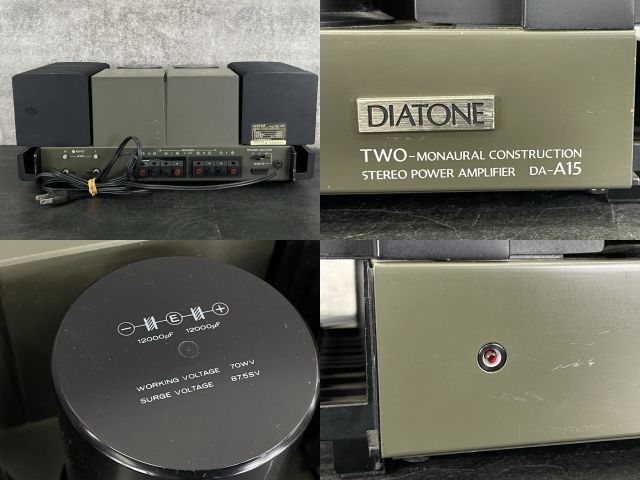 DIATONE
TWO-MONAURAL CONSTRUCTION
STEREO POWER AMPLIFIER DA-A15
− E +
12000µF 12000µF
WORKING VOLTAGE 70WV
SURGE VOLTAGE 87.5SV